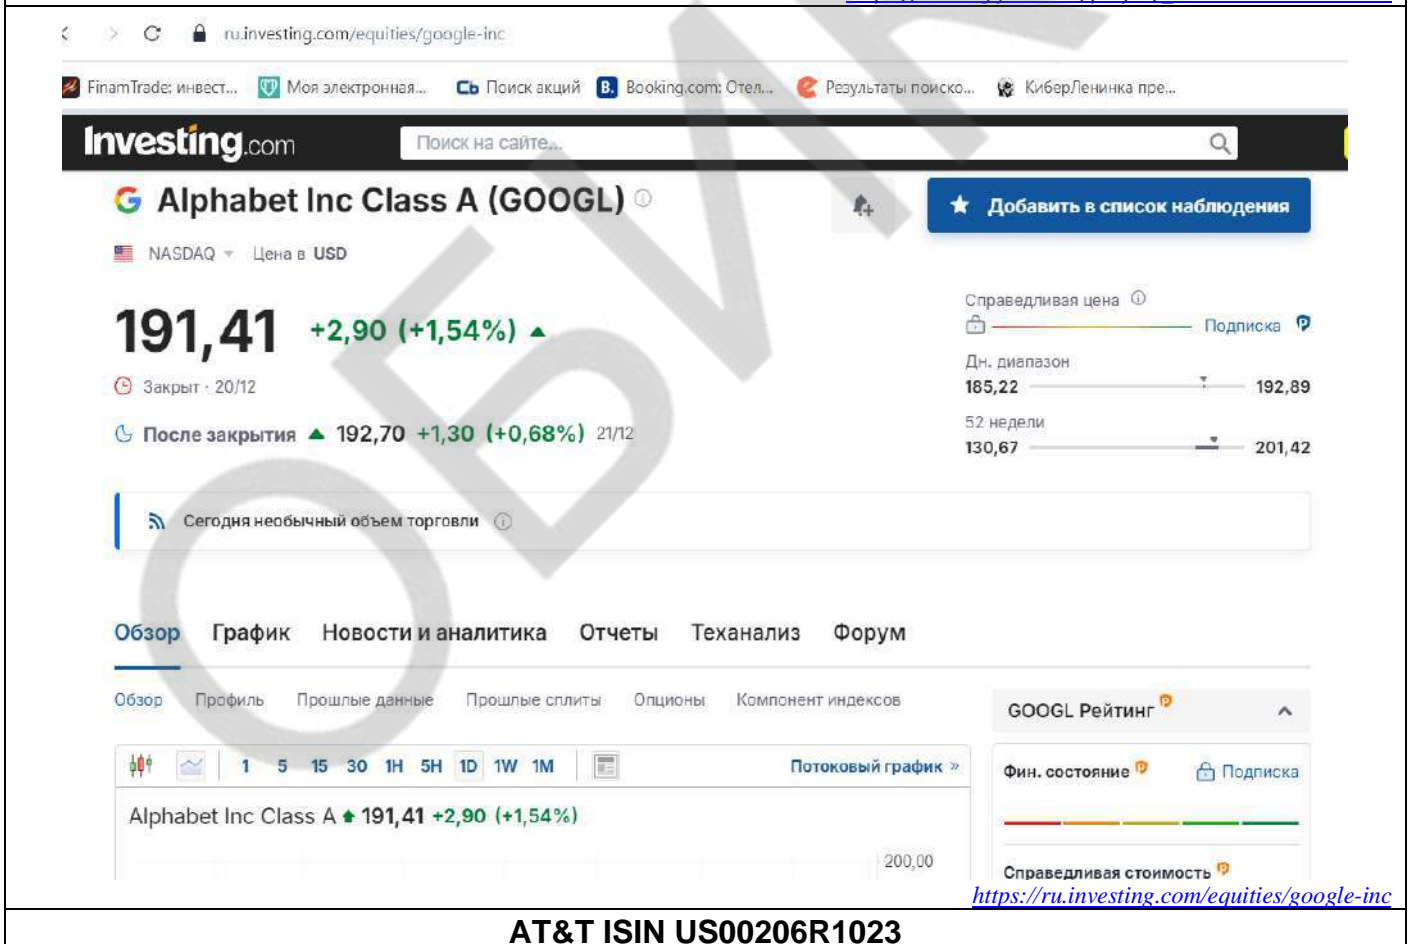 ru.investing.com/equities/google-inc
FinamTrade: инвест... Моя электронная... Поиск акций Booking.com: Отел... Результаты поиско... КиберЛенинка пре...
Investing.com Поиск на сайте...
Alphabet Inc Class A (GOOGL)
Добавить в список наблюдения
NASDAQ Цена в USD
191,41 +2,90 (+1,54%)
Закрыт · 20/12
После закрытия 192,70 +1,30 (+0,68%) 21/12
Справедливая цена
Подписка
Дн. диапазон
185,22 192,89
52 недели
130,67 201,42
Сегодня необычный объем торговли
Обзор График Новости и аналитика Отчеты Теханализ Форум
Обзор Профиль Прошлые данные Прошлые сплиты Опционы Компонент индексов
1 5 15 30 1H 5H 1D 1W 1M Потоковый график »
Alphabet Inc Class A 191,41 +2,90 (+1,54%)
200,00
GOOGL Рейтинг
Фин. состояние Подписка
Справедливая стоимость
https://ru.investing.com/equities/google-inc
AT&T ISIN US00206R1023